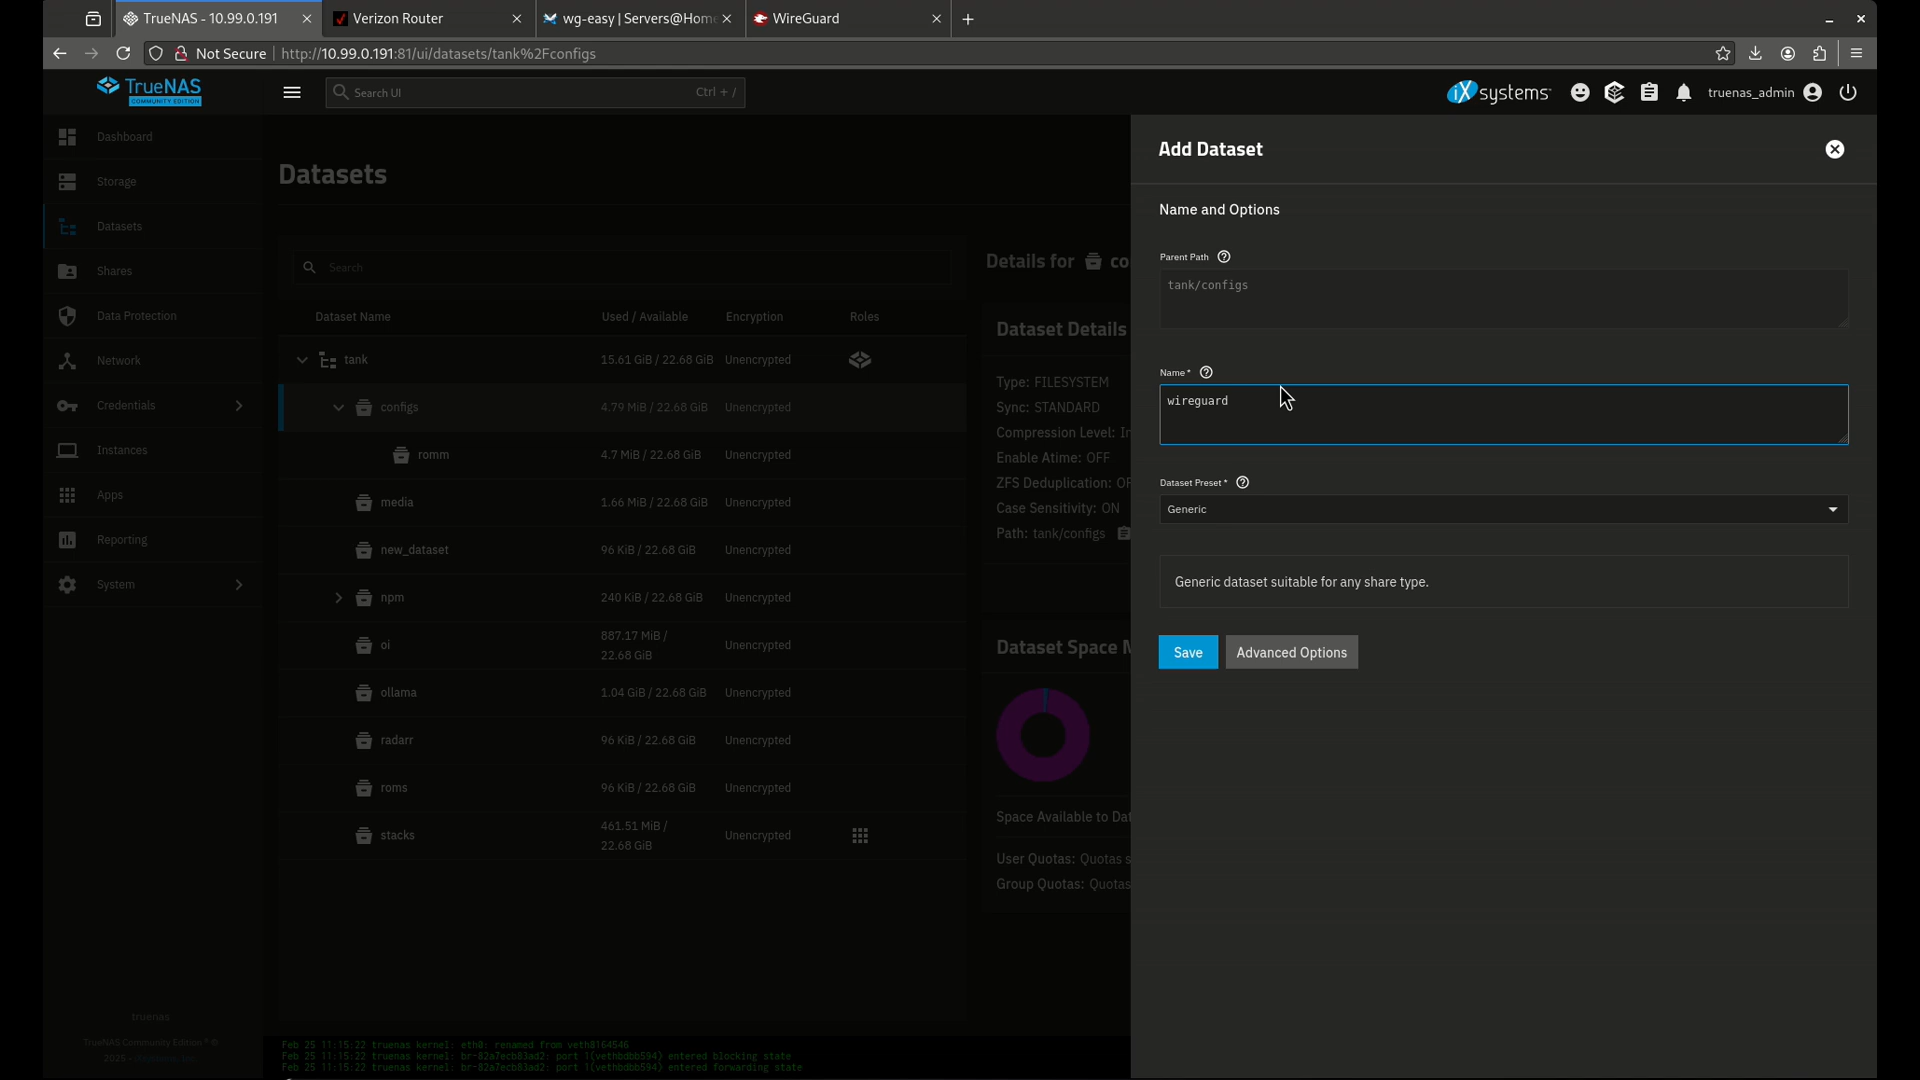 TrueNAS - 10.99.0.191
Verizon Router
wg-easy | Servers@Hom
WireGuard
Not Secure
http://10.99.0.191:81/ui/datasets/tank%2Fconfigs
TrueNAS
COMMUNITY EDITION
Search UI
Ctrl + /
iXsystems
truenas_admin
Dashboard
Storage
Datasets
Shares
Data Protection
Network
Credentials
Instances
Apps
Reporting
System
truenas
TrueNAS Community Edition ® ©
Datasets
Search
Dataset Name
Used / Available
Encryption
Roles
tank
15.61 GiB / 22.68 GiB
Unencrypted
configs
4.79 MiB / 22.68 GiB
Unencrypted
romm
4.7 MiB / 22.68 GiB
Unencrypted
media
1.66 MiB / 22.68 GiB
Unencrypted
new_dataset
96 KiB / 22.68 GiB
Unencrypted
npm
240 KiB / 22.68 GiB
Unencrypted
oi
887.17 MiB /
22.68 GiB
Unencrypted
ollama
1.04 GiB / 22.68 GiB
Unencrypted
radarr
96 KiB / 22.68 GiB
Unencrypted
roms
96 KiB / 22.68 GiB
Unencrypted
stacks
461.51 MiB /
22.68 GiB
Unencrypted
Details for co
Dataset Details
Type: FILESYSTEM
Sync: STANDARD
Compression Level: In
Enable Atime: OFF
ZFS Deduplication: OF
Case Sensitivity: ON
Path: tank/configs
Dataset Space M
Space Available to Dat
User Quotas: Quotas s
Group Quotas: Quotas
Add Dataset
Name and Options
Parent Path
tank/configs
Name *
wireguard
Dataset Preset *
Generic
Generic dataset suitable for any share type.
Save
Advanced Options
Feb 25 11:15:22 truenas kernel: eth0: renamed from veth8164546
Feb 25 11:15:22 truenas kernel: br-82a7ecb83ad2: port 1(vethbdbb594) entered blocking state
Feb 25 11:15:22 truenas kernel: br-82a7ecb83ad2: port 1(vethbdbb594) entered forwarding state